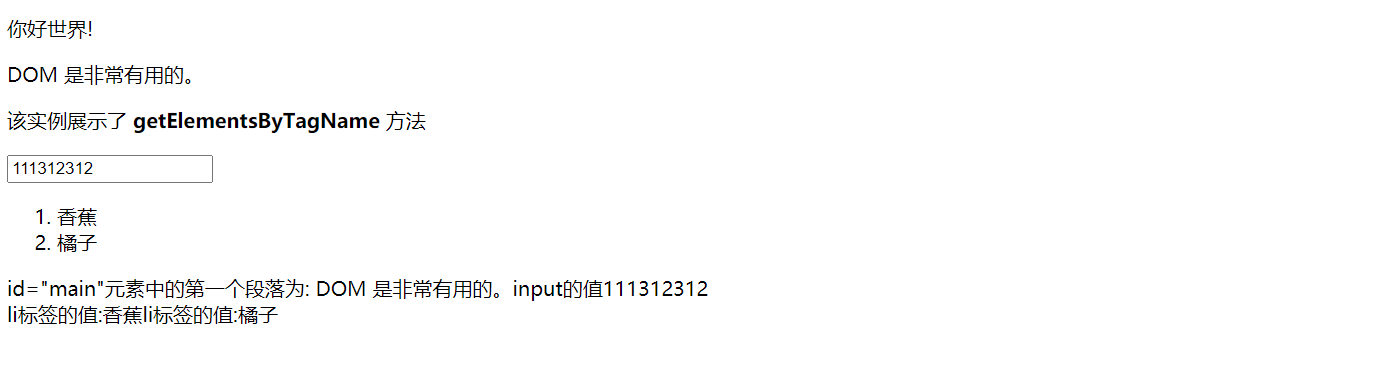 你好世界!
DOM 是非常有用的。
该实例展示了 getElementsByTagName 方法
111312312
1. 香蕉
2. 橘子
id="main"元素中的第一个段落为: DOM 是非常有用的。input的值111312312
li标签的值:香蕉li标签的值:橘子